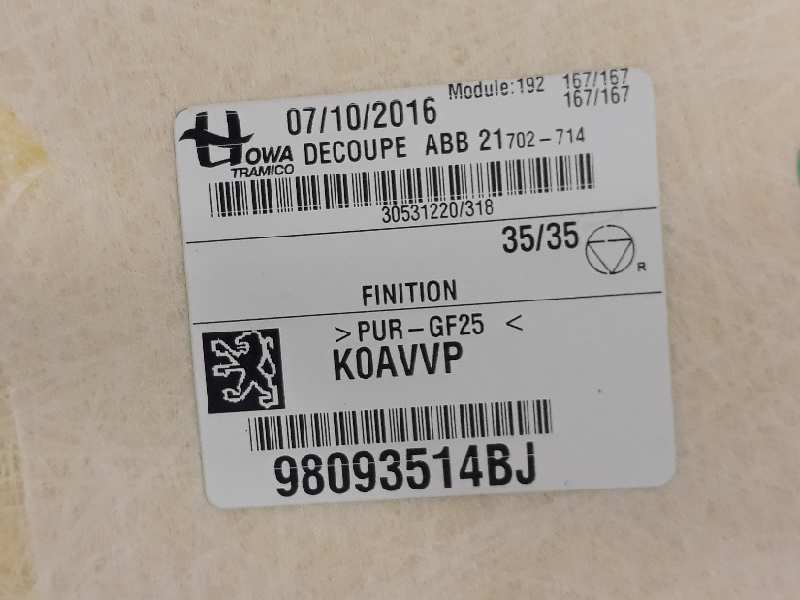 07/10/2016 Module:192 167/167
167/167
HOWA
TRAMICO
DECOUPE ABB 21702-714
30531220/318
35/35
R
FINITION
>PUR-GF25 <
K0AVVP
98093514BJ